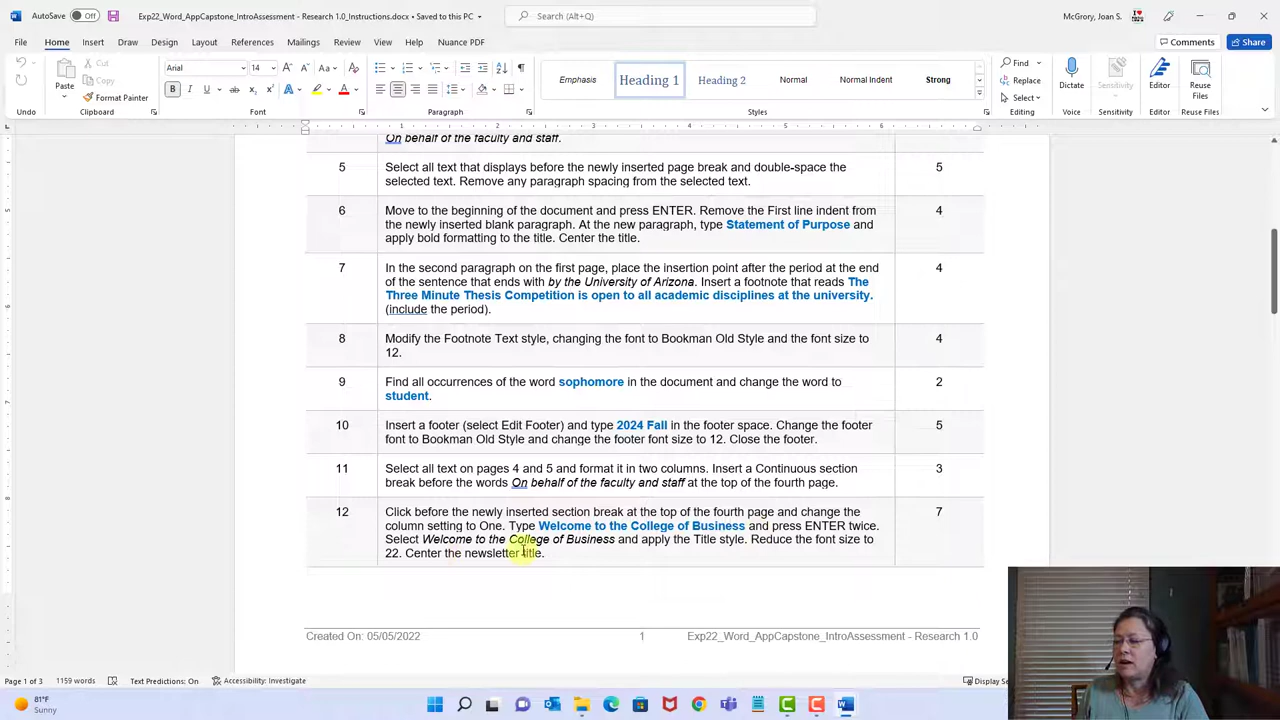 AutoSave Off
Exp22_Word_AppCapstone_IntroAssessment - Research 1.0_Instructions.docx • Saved to this PC
Search (Alt+Q)
McGrory, Joan S.
File Home Insert Draw Design Layout References Mailings Review View Help Nuance PDF
Comments Share
Paste
Cut
Copy
Format Painter
Arial 14
Emphasis Heading 1 Heading 2 Normal Normal Indent Strong
Find
Replace
Select
Dictate Sensitivity Editor Reuse Files
Undo Clipboard Font Paragraph Styles Editing Voice Sensitivity Editor Reuse Files
On behalf of the faculty and staff.
5 Select all text that displays before the newly inserted page break and double-space the 5
selected text. Remove any paragraph spacing from the selected text.
6 Move to the beginning of the document and press ENTER. Remove the First line indent from 4
the newly inserted blank paragraph. At the new paragraph, type Statement of Purpose and
apply bold formatting to the title. Center the title.
7 In the second paragraph on the first page, place the insertion point after the period at the end 4
of the sentence that ends with by the University of Arizona. Insert a footnote that reads The
Three Minute Thesis Competition is open to all academic disciplines at the university.
(include the period).
8 Modify the Footnote Text style, changing the font to Bookman Old Style and the font size to 4
12.
9 Find all occurrences of the word sophomore in the document and change the word to 2
student.
10 Insert a footer (select Edit Footer) and type 2024 Fall in the footer space. Change the footer 5
font to Bookman Old Style and change the footer font size to 12. Close the footer.
11 Select all text on pages 4 and 5 and format it in two columns. Insert a Continuous section 3
break before the words On behalf of the faculty and staff at the top of the fourth page.
12 Click before the newly inserted section break at the top of the fourth page and change the 7
column setting to One. Type Welcome to the College of Business and press ENTER twice.
Select Welcome to the College of Business and apply the Title style. Reduce the font size to
22. Center the newsletter title.
Created On: 05/05/2022 1 Exp22_Word_AppCapstone_IntroAssessment - Research 1.0
Page 1 of 3 1159 words Text Predictions: On Accessibility: Investigate Display Se
81°F
Sunny